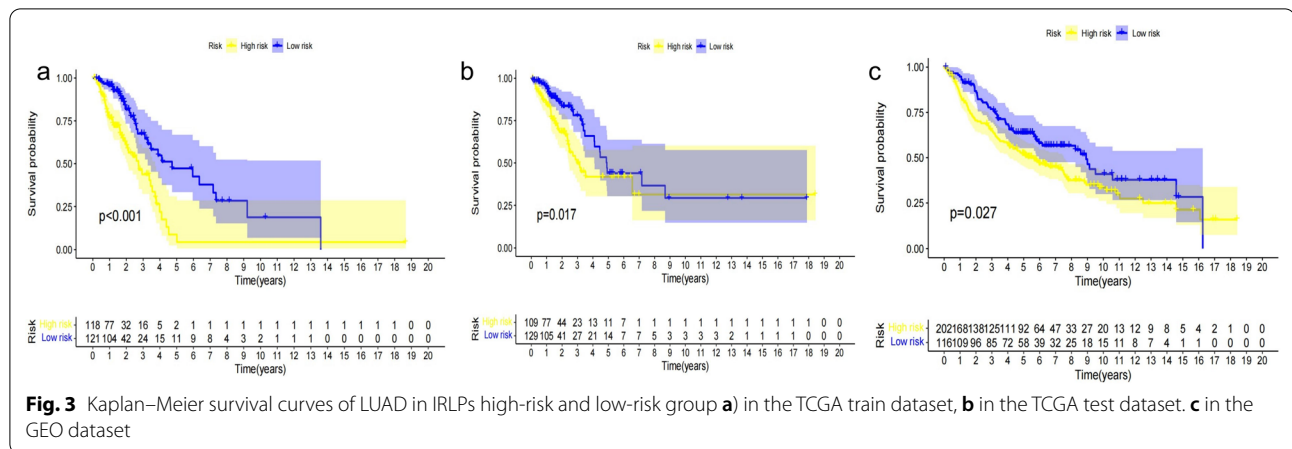 Risk High risk Low risk
Risk High risk Low risk
Risk High risk Low risk
a
b
c
Survival probability
1.00
0.75
0.50
0.25
0.00
p<0.001
0 1 2 3 4 5 6 7 8 9 10 11 12 13 14 15 16 17 18 19 20
Time(years)
Survival probability
1.00
0.75
0.50
0.25
0.00
p=0.017
0 1 2 3 4 5 6 7 8 9 10 11 12 13 14 15 16 17 18 19 20
Time(years)
Survival probability
1.00
0.75
0.50
0.25
0.00
p=0.027
0 1 2 3 4 5 6 7 8 9 10 11 12 13 14 15 16 17 18 19 20
Time(years)
Risk
High risk 118 77 32 16 5 2 1 1 1 1 1 1 1 1 1 1 1 1 1 0 0
Low risk 121 104 42 24 15 11 9 8 4 3 2 1 1 1 0 0 0 0 0 0 0
0 1 2 3 4 5 6 7 8 9 10 11 12 13 14 15 16 17 18 19 20
Time(years)
Risk
High risk 109 77 44 23 13 11 7 1 1 1 1 1 1 1 1 1 1 1 1 0 0
Low risk 129 105 41 27 21 14 7 7 5 3 3 3 3 2 1 1 1 1 0 0 0
0 1 2 3 4 5 6 7 8 9 10 11 12 13 14 15 16 17 18 19 20
Time(years)
Risk
High risk 202 168 138 125 111 92 64 47 33 27 20 13 12 9 8 5 4 2 1 0 0
Low risk 116 109 96 85 72 58 39 32 25 18 15 11 8 7 4 1 1 0 0 0 0
0 1 2 3 4 5 6 7 8 9 10 11 12 13 14 15 16 17 18 19 20
Time(years)
Fig. 3 Kaplan–Meier survival curves of LUAD in IRLPs high-risk and low-risk group a) in the TCGA train dataset, b in the TCGA test dataset. c in the
GEO dataset